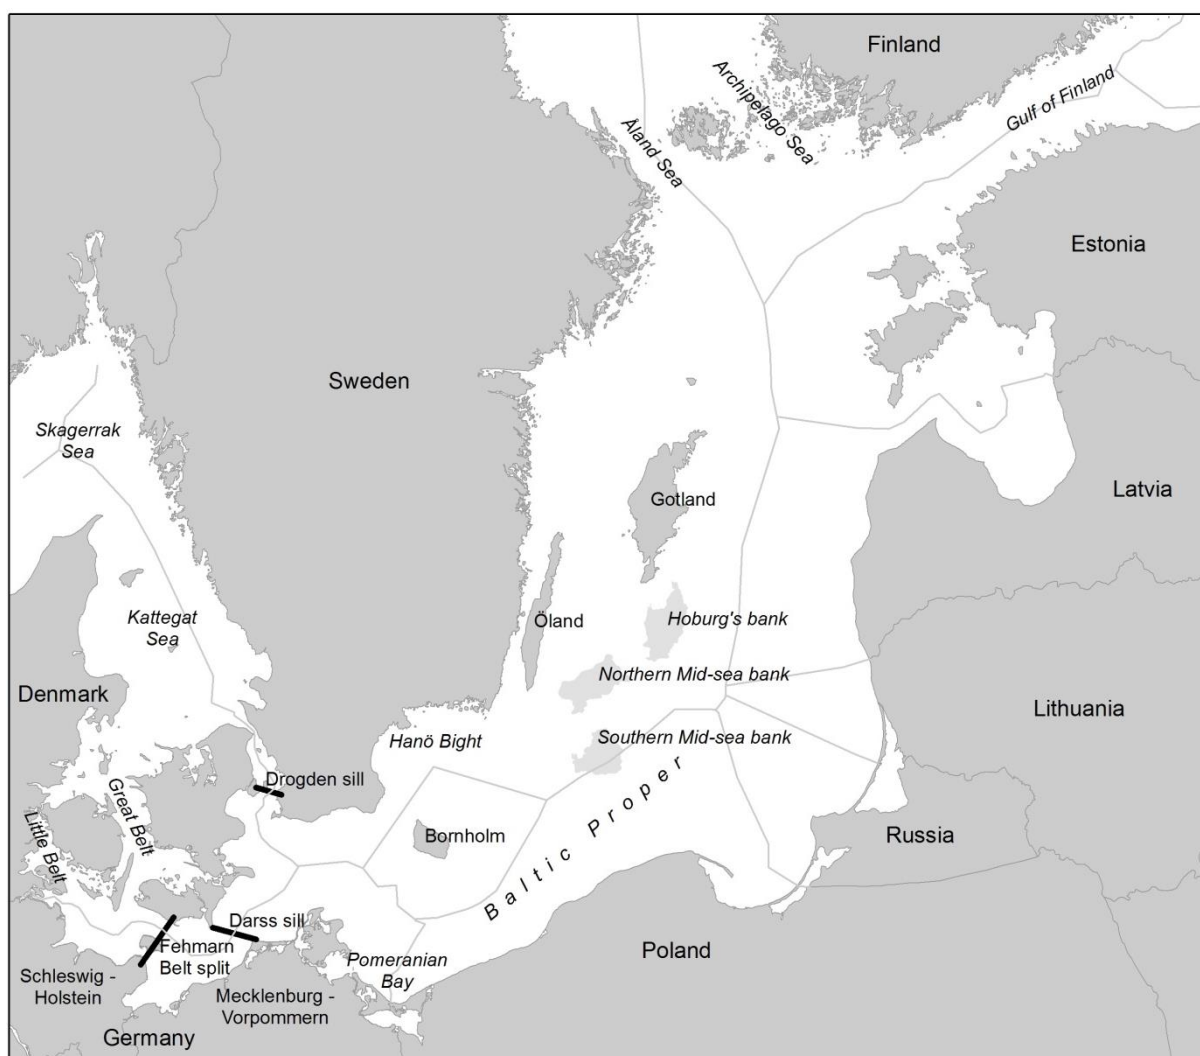 Finland
Archipelago Sea
Gulf of Finland
Åland Sea
Estonia
Sweden
Skagerrak
Sea
Gotland
Latvia
Kattegat
Sea
Öland
Hoburg's bank
Northern Mid-sea bank
Denmark
Lithuania
Hanö Bight
Southern Mid-sea bank
Drogden sill
Great Belt
Little Belt
Bornholm
Baltic Proper
Russia
Darss sill
Fehmarn
Belt split
Poland
Pomeranian
Bay
Schleswig -
Holstein
Mecklenburg -
Vorpommern
Germany